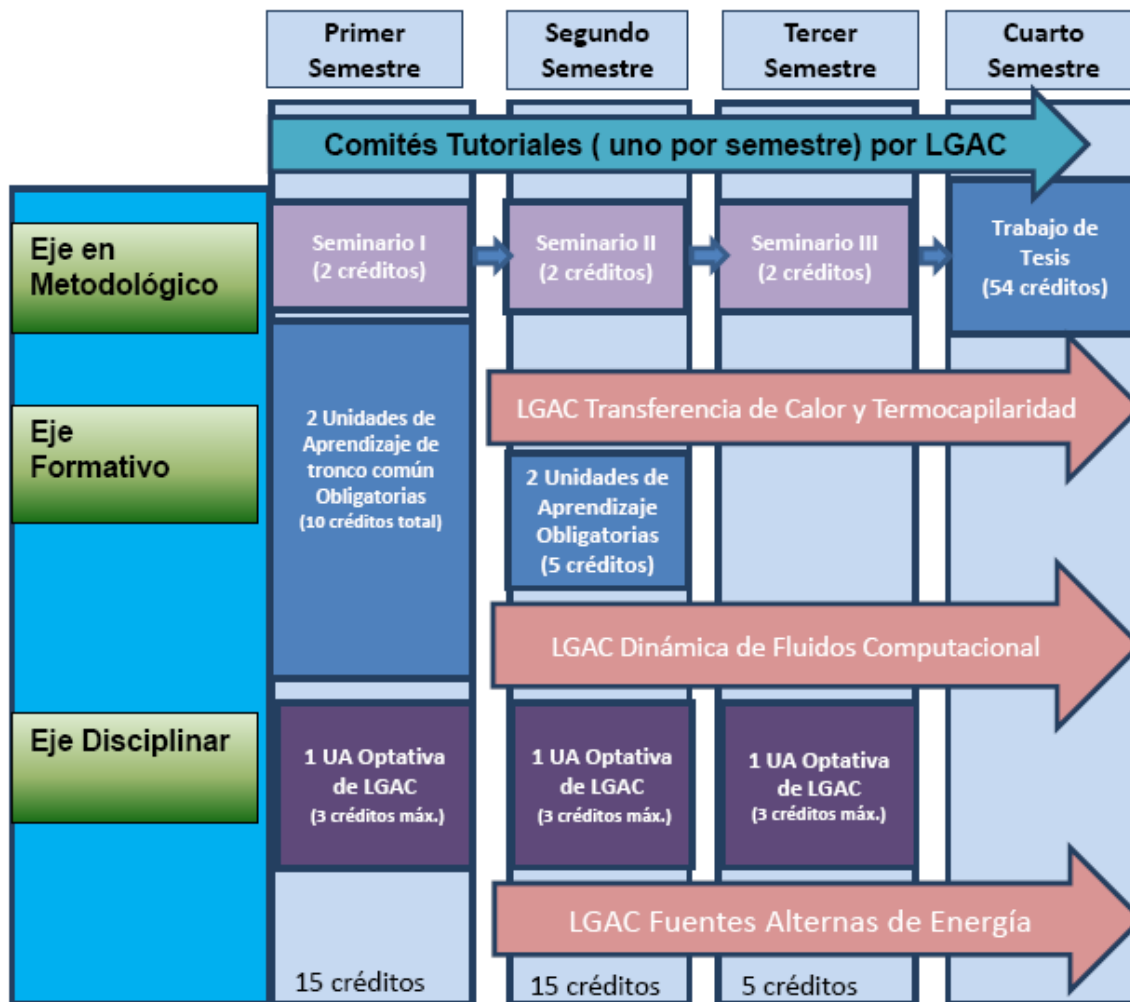 Primer
Semestre
Segundo
Semestre
Tercer
Semestre
Cuarto
Semestre
Comités Tutoriales ( uno por semestre) por LGAC
Eje en
Metodológico
Seminario I
(2 créditos)
Seminario II
(2 créditos)
Seminario III
(2 créditos)
Trabajo de
Tesis
(54 créditos)
LGAC Transferencia de Calor y Termocapilaridad
Eje
Formativo
2 Unidades de
Aprendizaje de
tronco común
Obligatorias
(10 créditos total)
2 Unidades de
Aprendizaje
Obligatorias
(5 créditos)
LGAC Dinámica de Fluidos Computacional
Eje Disciplinar
1 UA Optativa
de LGAC
(3 créditos máx.)
1 UA Optativa
de LGAC
(3 créditos máx.)
1 UA Optativa
de LGAC
(3 créditos máx.)
LGAC Fuentes Alternas de Energía
15 créditos
15 créditos
5 créditos